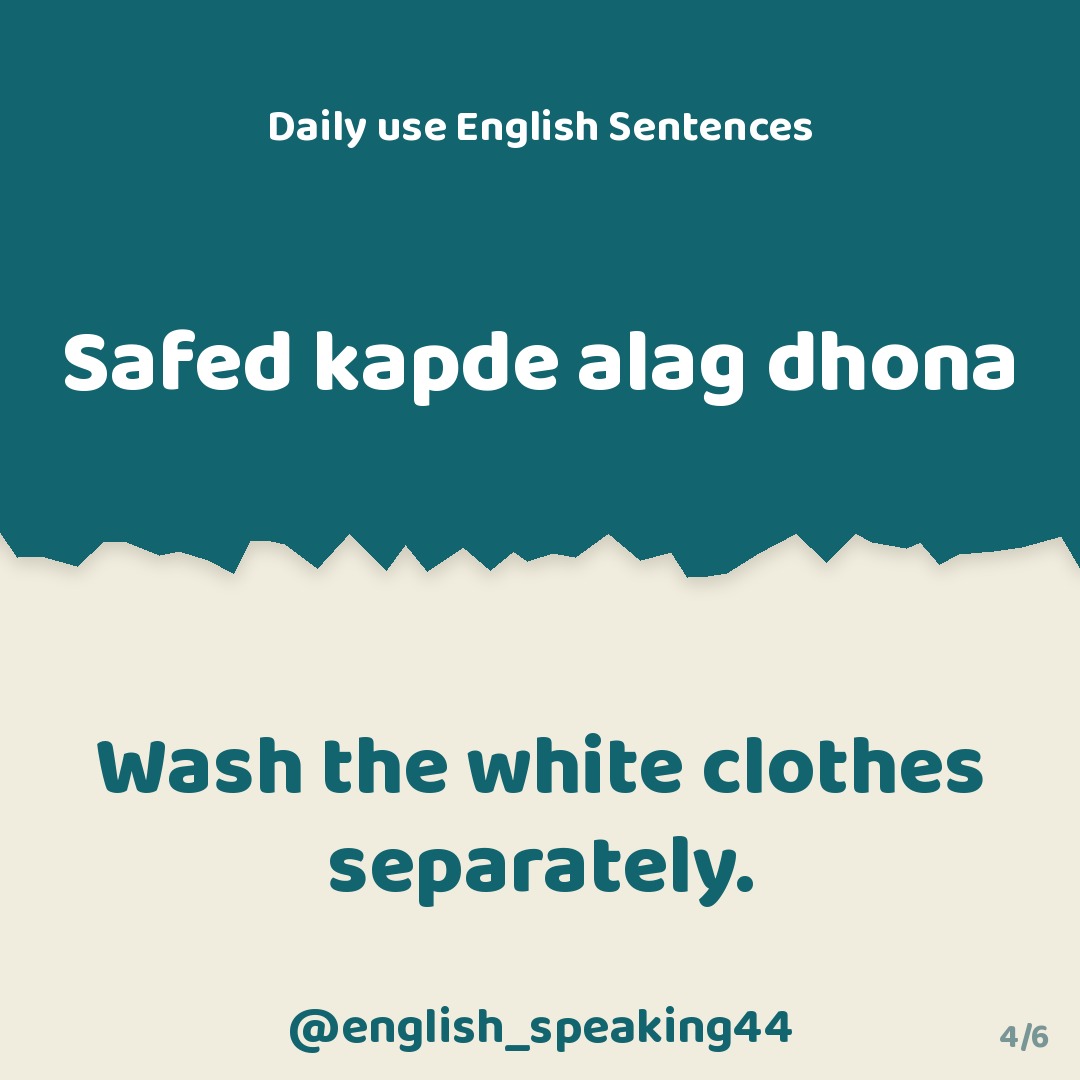 Daily use English Sentences
Safed kapde alag dhona
Wash the white clothes
separately.
@english_speaking44
4/6